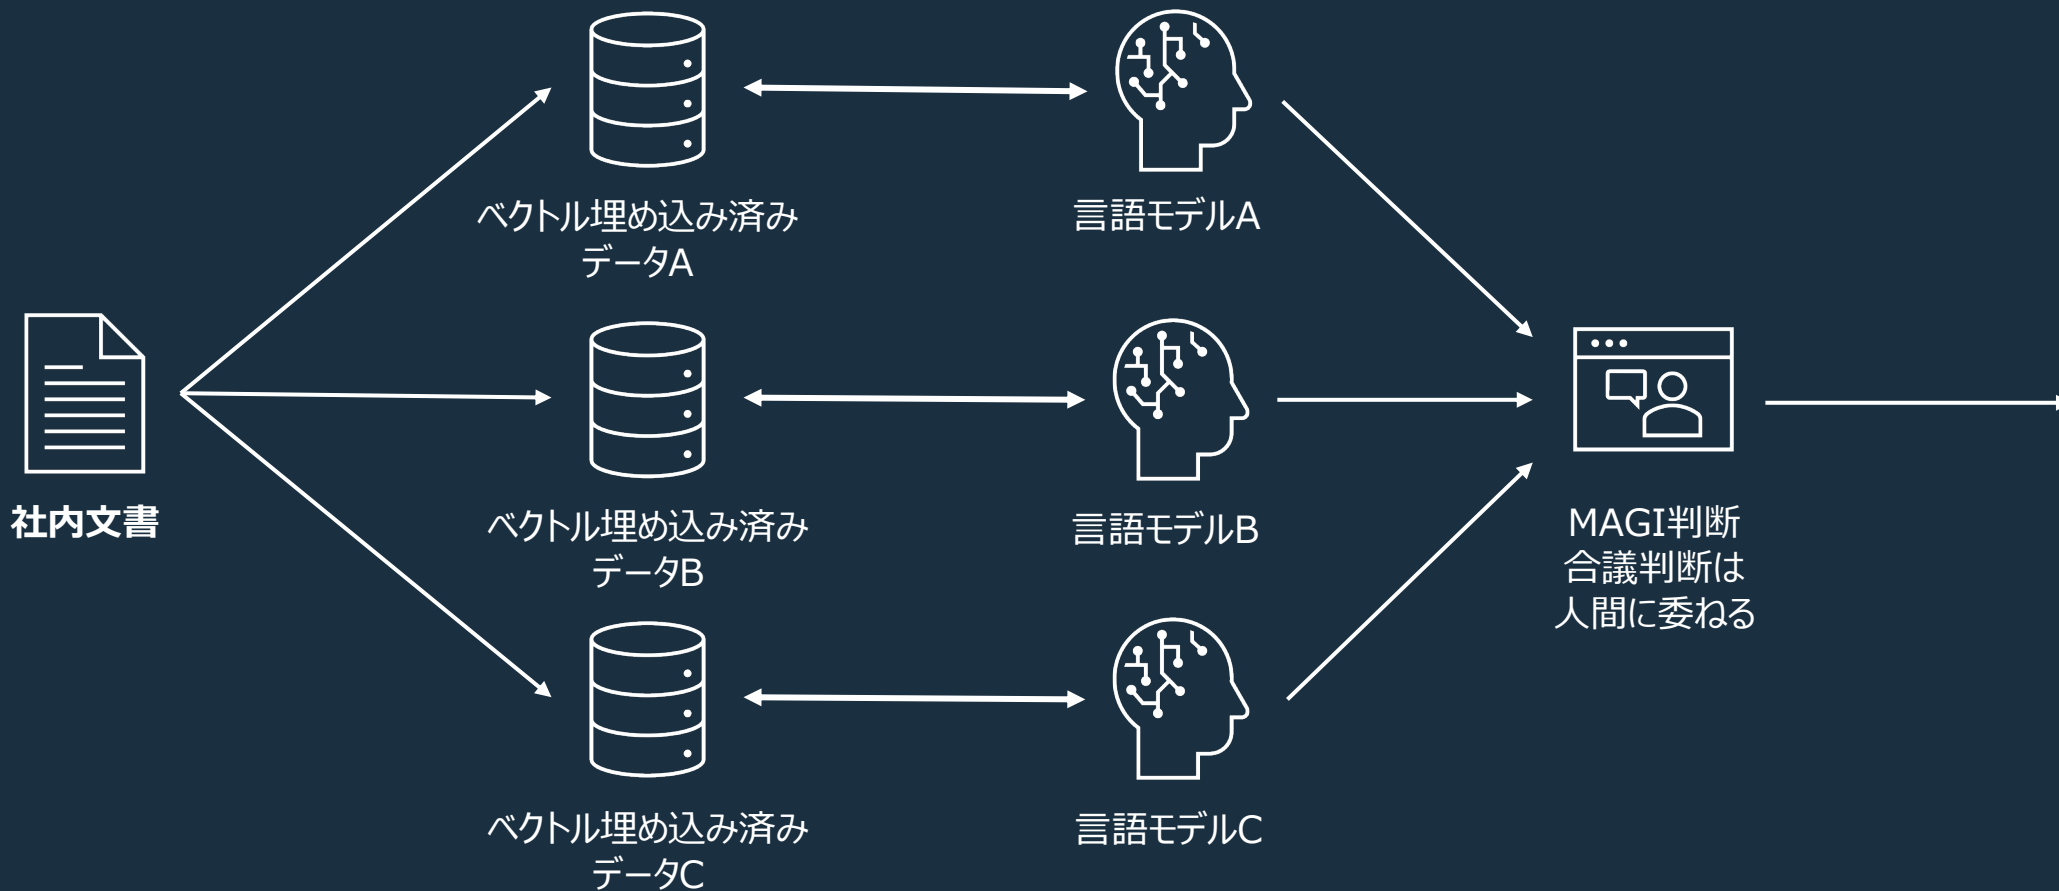 社内文書
ベクトル埋め込み済み
データA
言語モデルA
ベクトル埋め込み済み
データB
言語モデルB
ベクトル埋め込み済み
データC
言語モデルC
MAGI判断
合議判断は
人間に委ねる